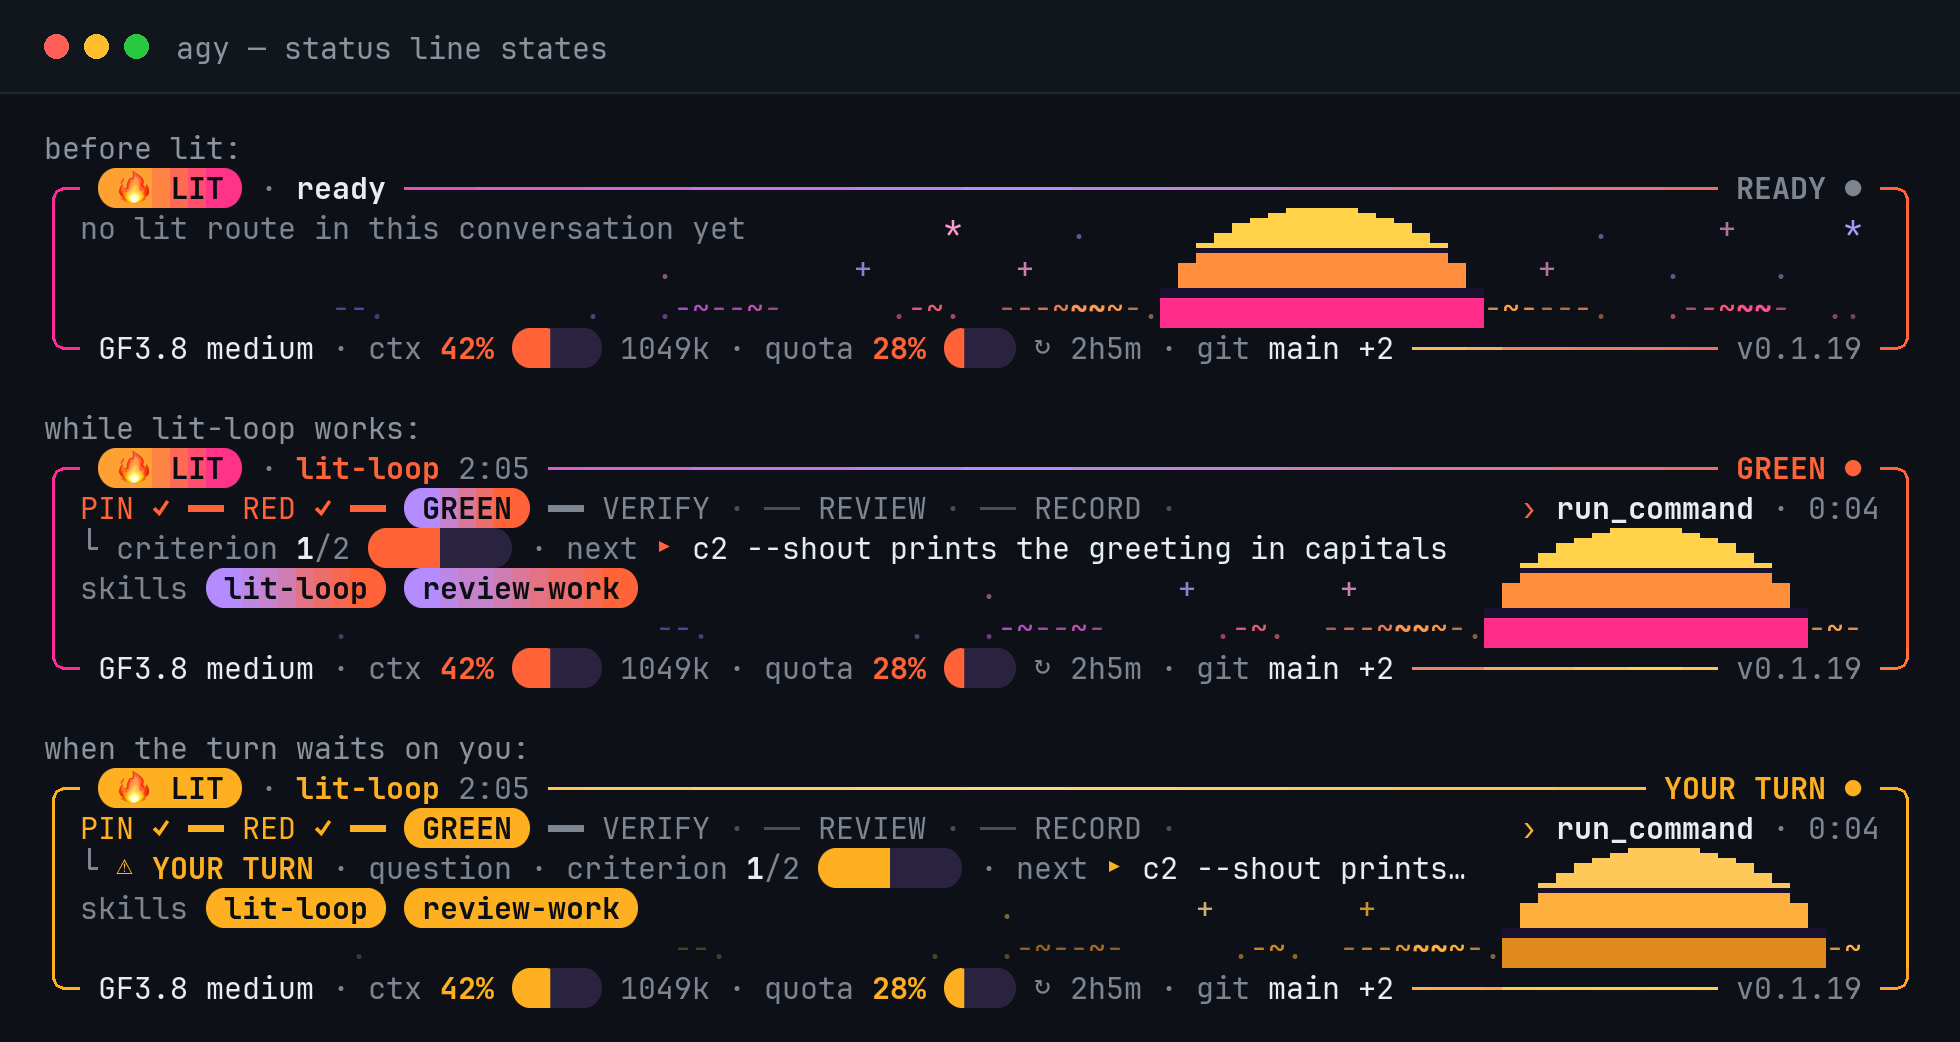 agy — status line states
before lit:
🔥 LIT · ready READY ●
no lit route in this conversation yet
GF3.8 medium · ctx 42% 1049k · quota 28% ↻ 2h5m · git main +2 v0.1.19
while lit-loop works:
🔥 LIT · lit-loop 2:05 GREEN ●
PIN ✓ — RED ✓ — GREEN — VERIFY · — REVIEW · — RECORD · › run_command · 0:04
└ criterion 1/2 · next ▸ c2 --shout prints the greeting in capitals
skills lit-loop review-work
GF3.8 medium · ctx 42% 1049k · quota 28% ↻ 2h5m · git main +2 v0.1.19
when the turn waits on you:
🔥 LIT · lit-loop 2:05 YOUR TURN ●
PIN ✓ — RED ✓ — GREEN — VERIFY · — REVIEW · — RECORD · › run_command · 0:04
└ ⚠ YOUR TURN · question · criterion 1/2 · next ▸ c2 --shout prints…
skills lit-loop review-work
GF3.8 medium · ctx 42% 1049k · quota 28% ↻ 2h5m · git main +2 v0.1.19